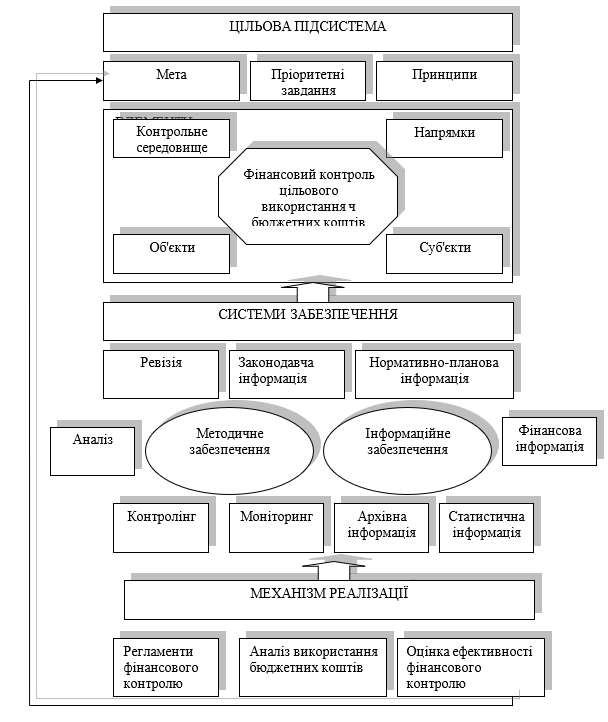 ЦІЛЬОВА ПІДСИСТЕМА
Мета
Пріоритетні
завдання
Принципи
Контрольне
середовище
Напрямки
Фінансовий контроль
цільового
використання ч
бюджетних коштів
Об'єкти
Суб'єкти
СИСТЕМИ ЗАБЕЗПЕЧЕННЯ
Ревізія
Законодавча
інформація
Нормативно-планова
інформація
Аналіз
Методичне
забезпечення
Інформаційне
забезпечення
Фінансова
інформація
Контролінг
Моніторинг
Архівна
інформація
Статистична
інформація
МЕХАНІЗМ РЕАЛІЗАЦІЇ
Регламенти
фінансового
контролю
Аналіз використання
бюджетних коштів
Оцінка ефективності
фінансового
контролю